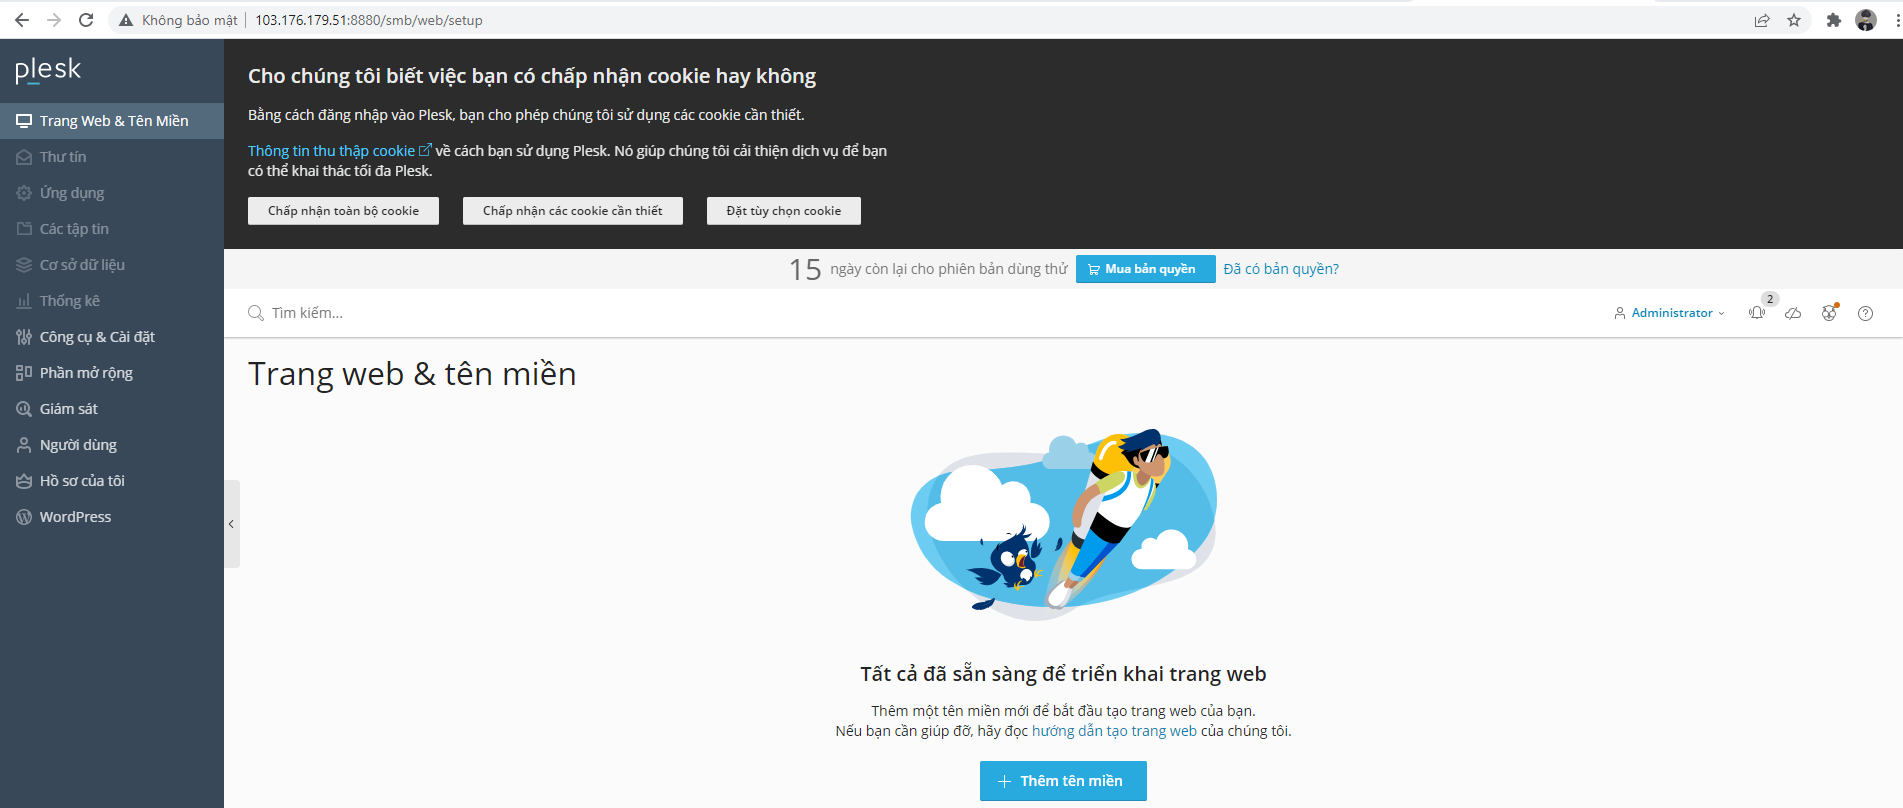 Không bảo mật
103.176.179.51:8880/smb/web/setup
plesk
Trang Web & Tên Miền
Thư tín
Ứng dụng
Các tập tin
Cơ sở dữ liệu
Thống kê
Công cụ & Cài đặt
Phần mở rộng
Giám sát
Người dùng
Hồ sơ của tôi
WordPress
Cho chúng tôi biết việc bạn có chấp nhận cookie hay không
Bằng cách đăng nhập vào Plesk, bạn cho phép chúng tôi sử dụng các cookie cần thiết.
Thông tin thu thập cookie về cách bạn sử dụng Plesk. Nó giúp chúng tôi cải thiện dịch vụ để bạn
có thể khai thác tối đa Plesk.
Chấp nhận toàn bộ cookie
Chấp nhận các cookie cần thiết
Đặt tùy chọn cookie
15 ngày còn lại cho phiên bản dùng thử
Mua bản quyền
Đã có bản quyền?
Tìm kiếm...
Administrator
2
Trang web & tên miền
Tất cả đã sẵn sàng để triển khai trang web
Thêm một tên miền mới để bắt đầu tạo trang web của bạn.
Nếu bạn cần giúp đỡ, hãy đọc hướng dẫn tạo trang web của chúng tôi.
Thêm tên miền